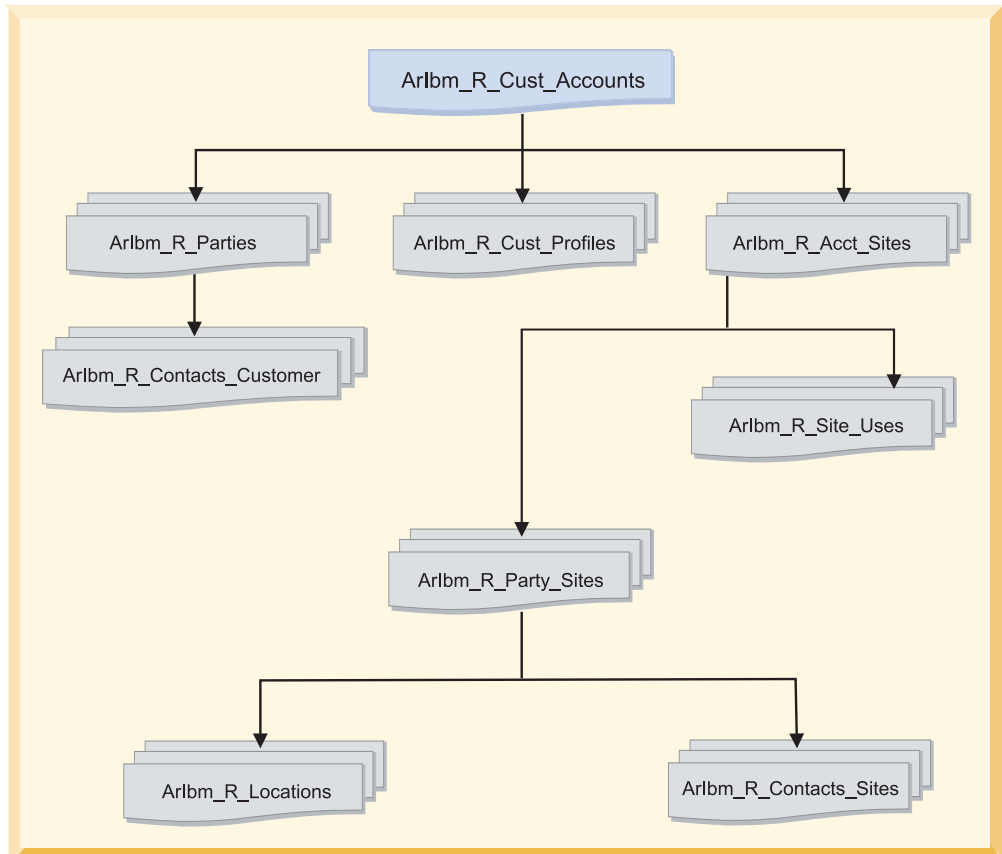 ArIbm_R_Cust_Accounts
ArIbm_R_Parties
ArIbm_R_Cust_Profiles
ArIbm_R_Acct_Sites
ArIbm_R_Contacts_Customer
ArIbm_R_Site_Uses
ArIbm_R_Party_Sites
ArIbm_R_Locations
ArIbm_R_Contacts_Sites